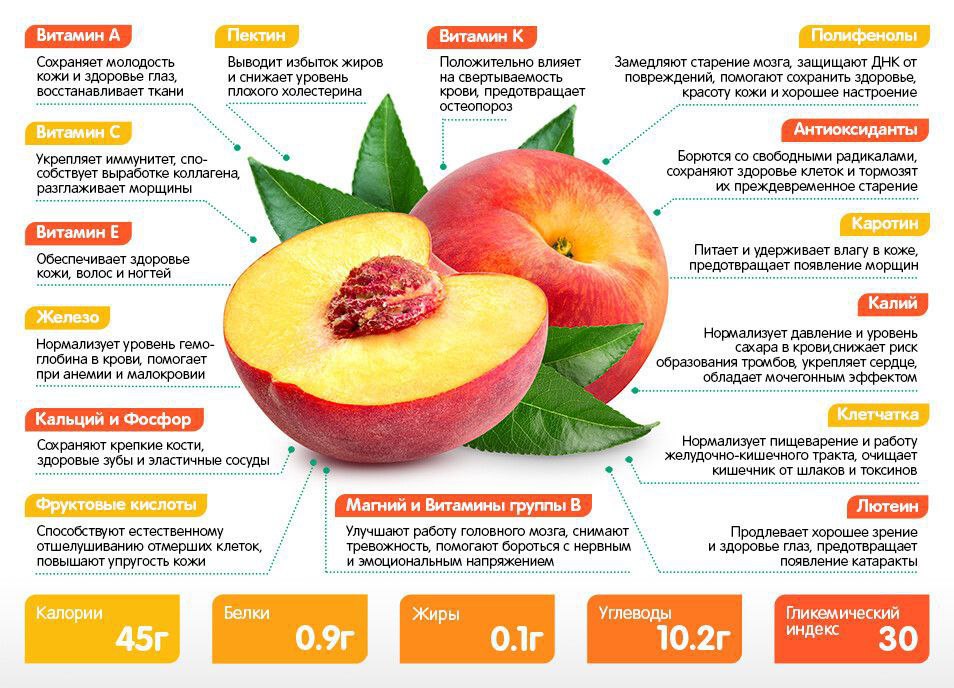 Витамин А
Сохраняет молодость
кожи и здоровье глаз,
восстанавливает ткани
Пектин
Выводит избыток жиров
и снижает уровень
плохого холестерина
Витамин К
Положительно влияет
на свертываемость
крови, предотвращает
остеопороз
Полифенолы
Замедляют старение мозга, защищают ДНК от
повреждений, помогают сохранить здоровье,
красоту кожи и хорошее настроение
Витамин С
Укрепляет иммунитет, спо-
собствует выработке коллагена,
разглаживает морщины
Антиоксиданты
Борются со свободными радикалами,
сохраняют здоровье клеток и тормозят
их преждевременное старение
Витамин Е
Обеспечивает здоровье
кожи, волос и ногтей
Каротин
Питает и удерживает влагу в коже,
предотвращает появление морщин
Железо
Нормализует уровень гемо-
глобина в крови, помогает
при анемии и малокровии
Калий
Нормализует давление и уровень
сахара в крови,снижает риск
образования тромбов, укрепляет сердце,
обладает мочегонным эффектом
Кальций и Фосфор
Сохраняют крепкие кости,
здоровые зубы и эластичные сосуды
Клетчатка
Нормализует пищеварение и работу
желудочно-кишечного тракта, очищает
кишечник от шлаков и токсинов
Фруктовые кислоты
Способствуют естественному
отшелушиванию отмерших клеток,
повышают упругость кожи
Магний и Витамины группы В
Улучшают работу головного мозга, снимают
тревожность, помогают бороться с нервным
и эмоциональным напряжением
Лютеин
Продлевает хорошее зрение
и здоровье глаз, предотвращает
появление катаракты
Калории
45г
Белки
0.9г
Жиры
0.1г
Углеводы
10.2г
Гликемический
индекс
30